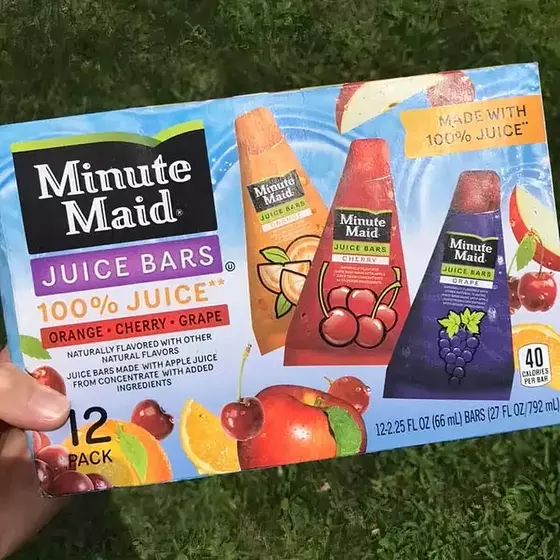 Minute
Maid®
JUICE BARS
100% JUICE**
ORANGE • CHERRY • GRAPE
NATURALLY FLAVORED WITH OTHER
NATURAL FLAVORS
JUICE BARS MADE WITH APPLE JUICE
FROM CONCENTRATE WITH ADDED
INGREDIENTS
12
PACK
MADE WITH
100% JUICE**
Minute
Maid
JUICE BARS
ORANGE
Minute
Maid
JUICE BARS
CHERRY
Minute
Maid
JUICE BARS
GRAPE
40
CALORIES
PER BAR
12-2.25 FL OZ (66 mL) BARS (27 FL OZ/792 mL)